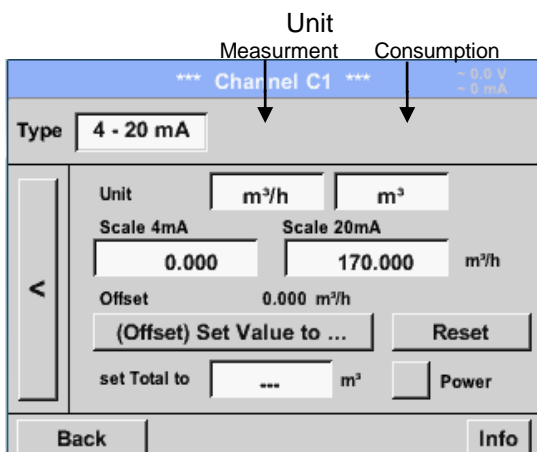 Unit
Measurment Consumption
*** Channel C1 *** ~ 0.0 V
~ 0 mA
Type 4 - 20 mA
Unit m³/h m³
Scale 4mA Scale 20mA
0.000 170.000 m³/h
<
Offset 0.000 m³/h
(Offset) Set Value to ... Reset
set Total to --- m³ Power
Back Info